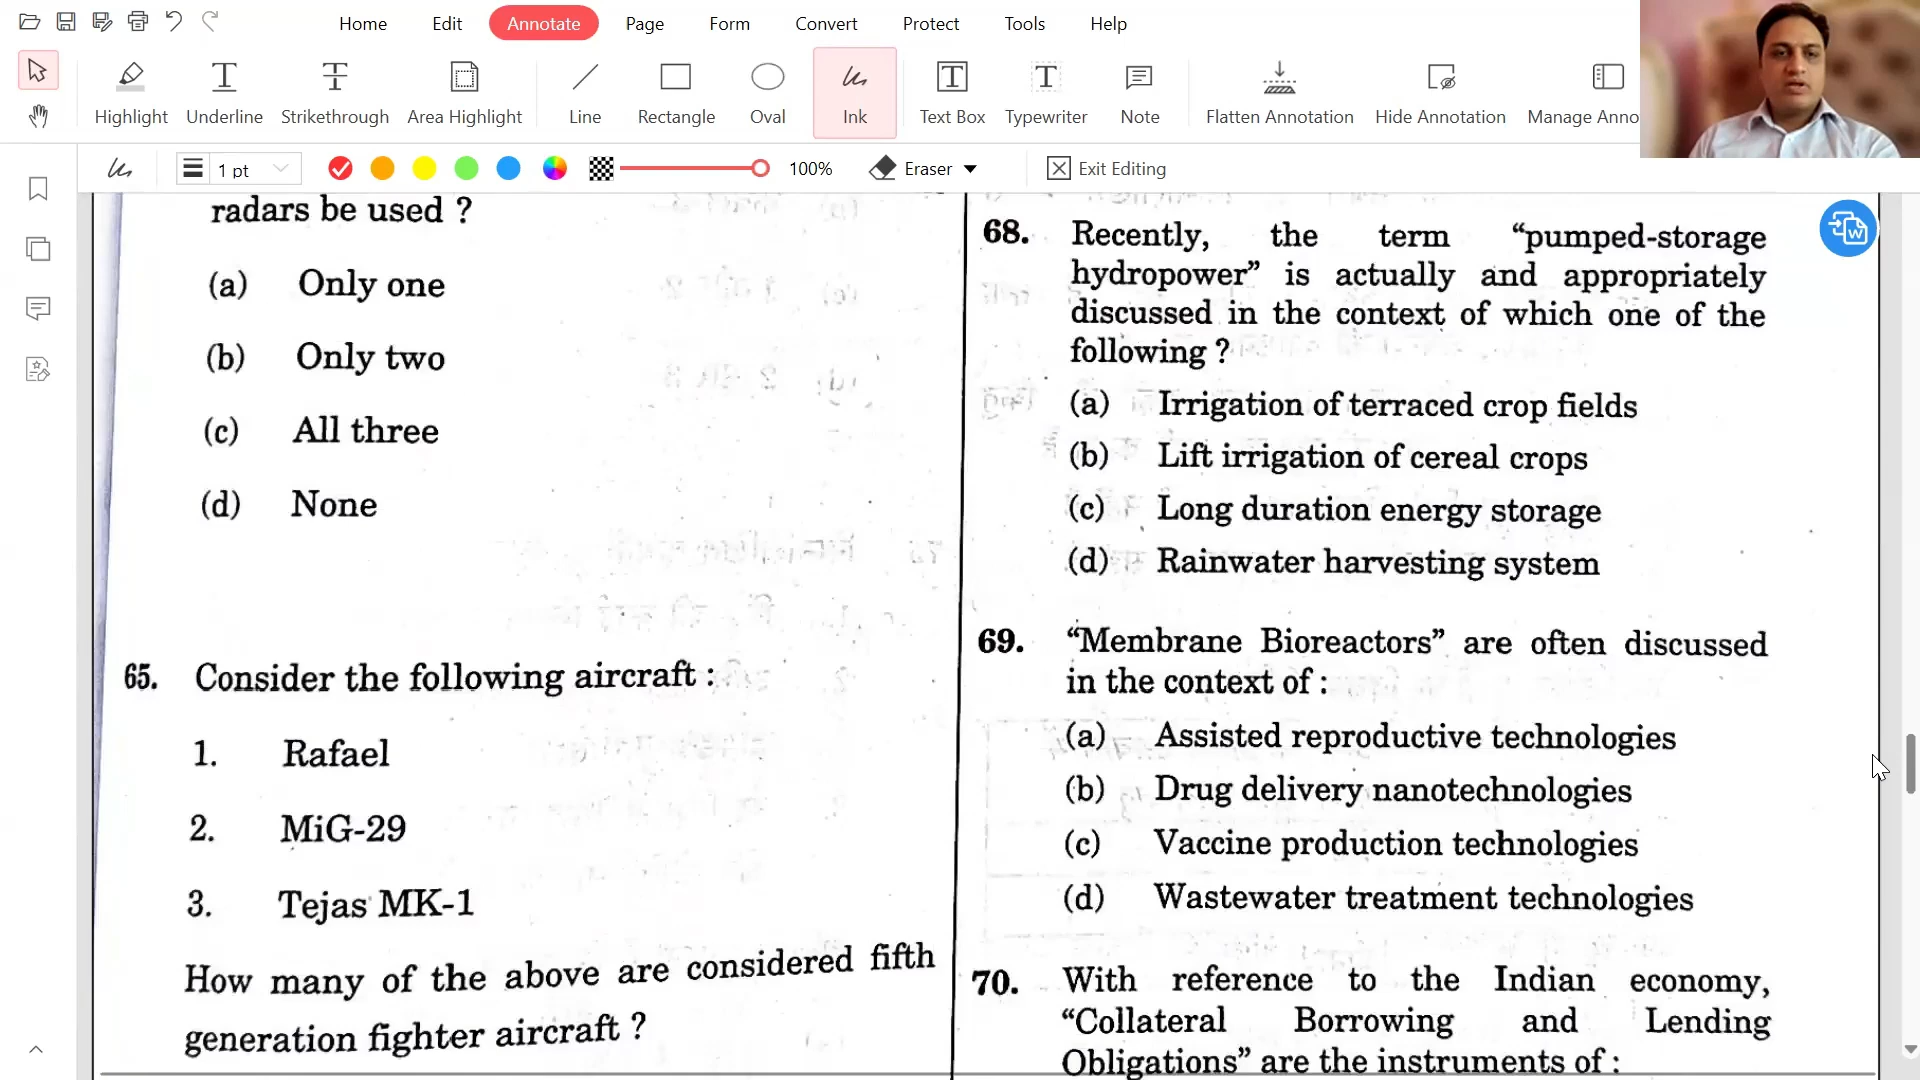 Home Edit Annotate Page Form Convert Protect Tools Help
Highlight Underline Strikethrough Area Highlight Line Rectangle Oval Ink Text Box Typewriter Note Flatten Annotation Hide Annotation Manage Anno
1 pt 100% Eraser Exit Editing
radars be used ?
(a) Only one
(b) Only two
(c) All three
(d) None
65. Consider the following aircraft :
1. Rafael
2. MiG-29
3. Tejas MK-1
How many of the above are considered fifth
generation fighter aircraft ?
68. Recently, the term “pumped-storage
hydropower” is actually and appropriately
discussed in the context of which one of the
following ?
(a) Irrigation of terraced crop fields
(b) Lift irrigation of cereal crops
(c) Long duration energy storage
(d) Rainwater harvesting system
69. “Membrane Bioreactors” are often discussed
in the context of :
(a) Assisted reproductive technologies
(b) Drug delivery nanotechnologies
(c) Vaccine production technologies
(d) Wastewater treatment technologies
70. With reference to the Indian economy,
“Collateral Borrowing and Lending
Obligations” are the instruments of :